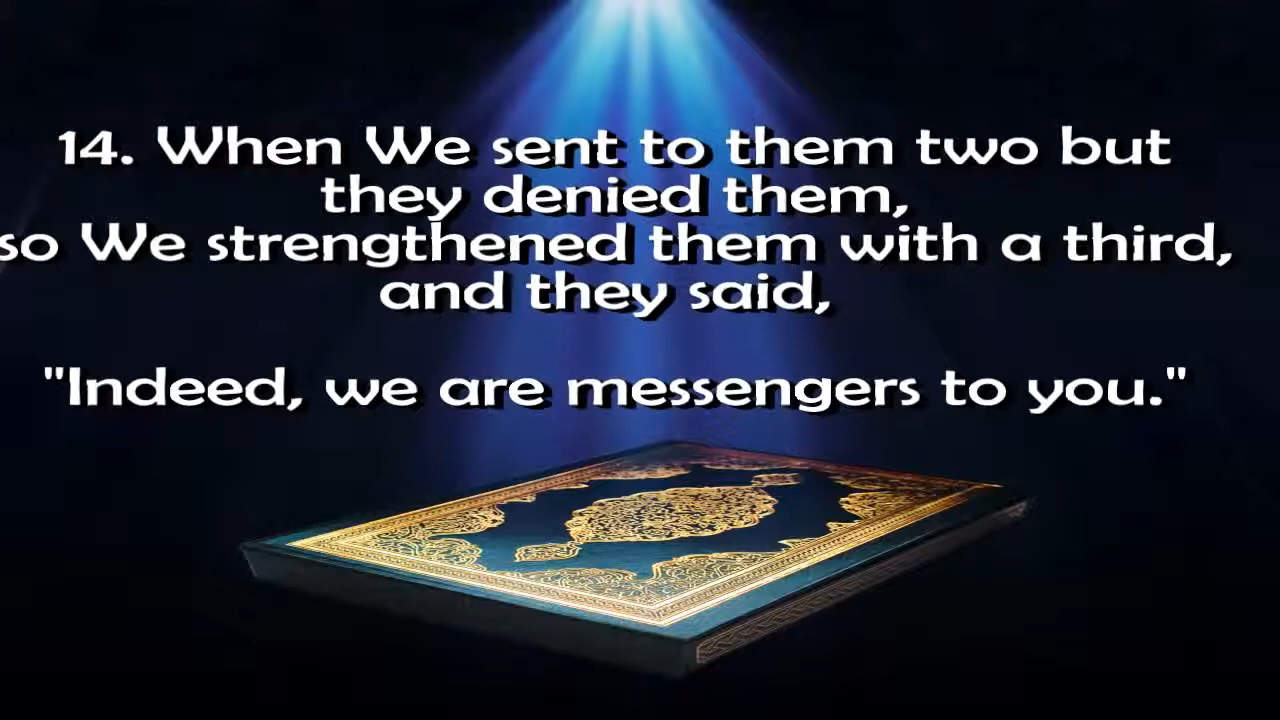 14. When We sent to them two but
they denied them,
so We strengthened them with a third,
and they said,
"Indeed, we are messengers to you."